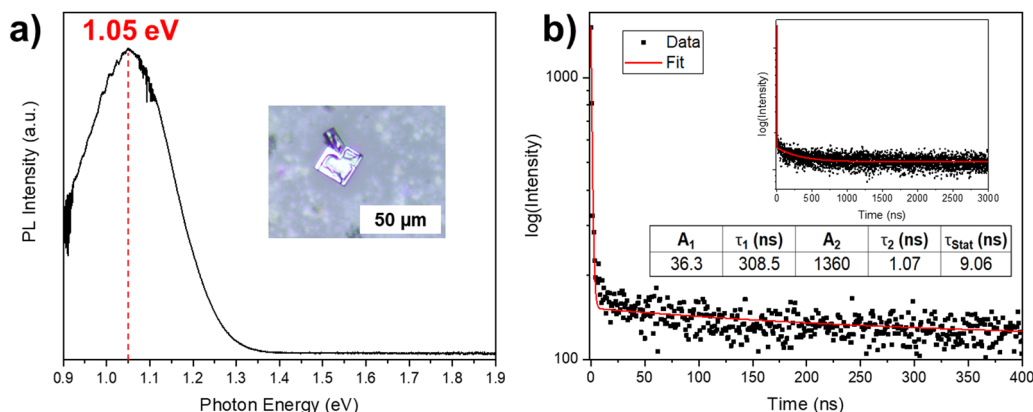 a)
1.05 eV
PL Intensity (a.u.)
50 µm
0.9 1.0 1.1 1.2 1.3 1.4 1.5 1.6 1.7 1.8 1.9
Photon Energy (eV)
b)
Data
Fit
1000
100
log(Intensity)
log(Intensity)
0 500 1000 1500 2000 2500 3000
Time (ns)
A1 τ1 (ns) A2 τ2 (ns) τStat (ns)
36.3 308.5 1360 1.07 9.06
0 50 100 150 200 250 300 350 400
Time (ns)